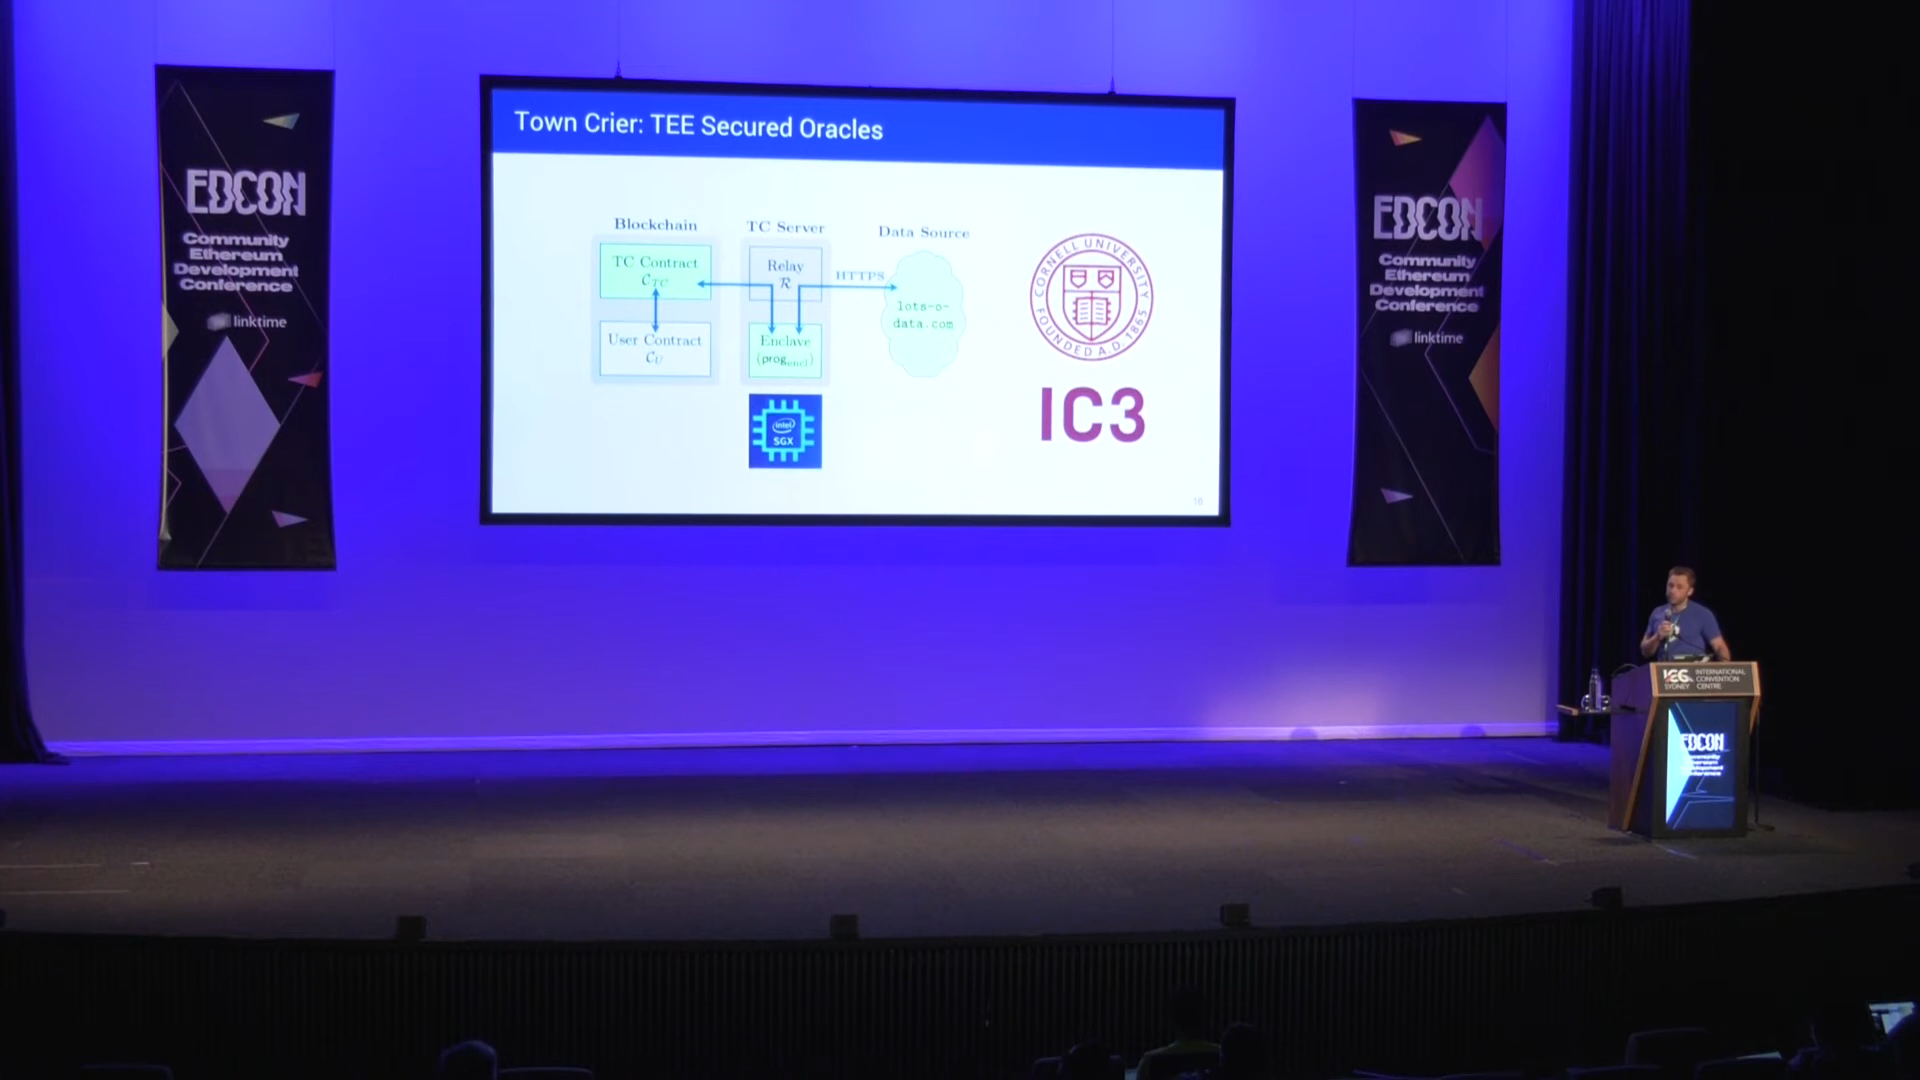 EDCON
Community
Ethereum
Development
Conference
linktime
Town Crier: TEE Secured Oracles
Blockchain
TC Contract
C_TC
User Contract
C_U
TC Server
Relay
R
Enclave
(prog_encl)
HTTPS
Data Source
lots-o-
data.com
intel
SGX
CORNELL UNIVERSITY
FOUNDED A.D. 1865
IC3
16
EDCON
Community
Ethereum
Development
Conference
linktime
ICC
SYDNEY
INTERNATIONAL
CONVENTION
CENTRE
EDCON